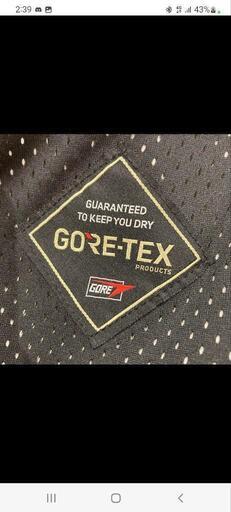 2:39
43%
GUARANTEED
TO KEEP YOU DRY
GORE-TEX
PRODUCTS
GORE